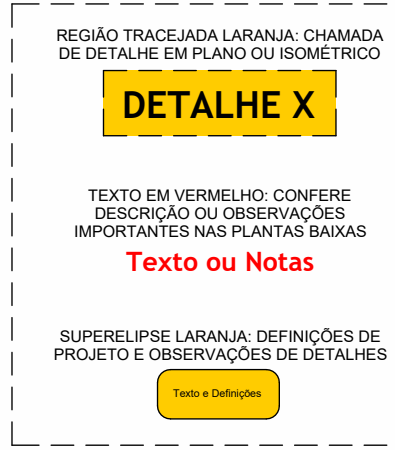 REGIÃO TRACEJADA LARANJA: CHAMADA
DE DETALHE EM PLANO OU ISOMÉTRICO
DETALHE X
TEXTO EM VERMELHO: CONFERE
DESCRIÇÃO OU OBSERVAÇÕES
IMPORTANTES NAS PLANTAS BAIXAS
Texto ou Notas
SUPERELIPSE LARANJA: DEFINIÇÕES DE
PROJETO E OBSERVAÇÕES DE DETALHES
Texto e Definições